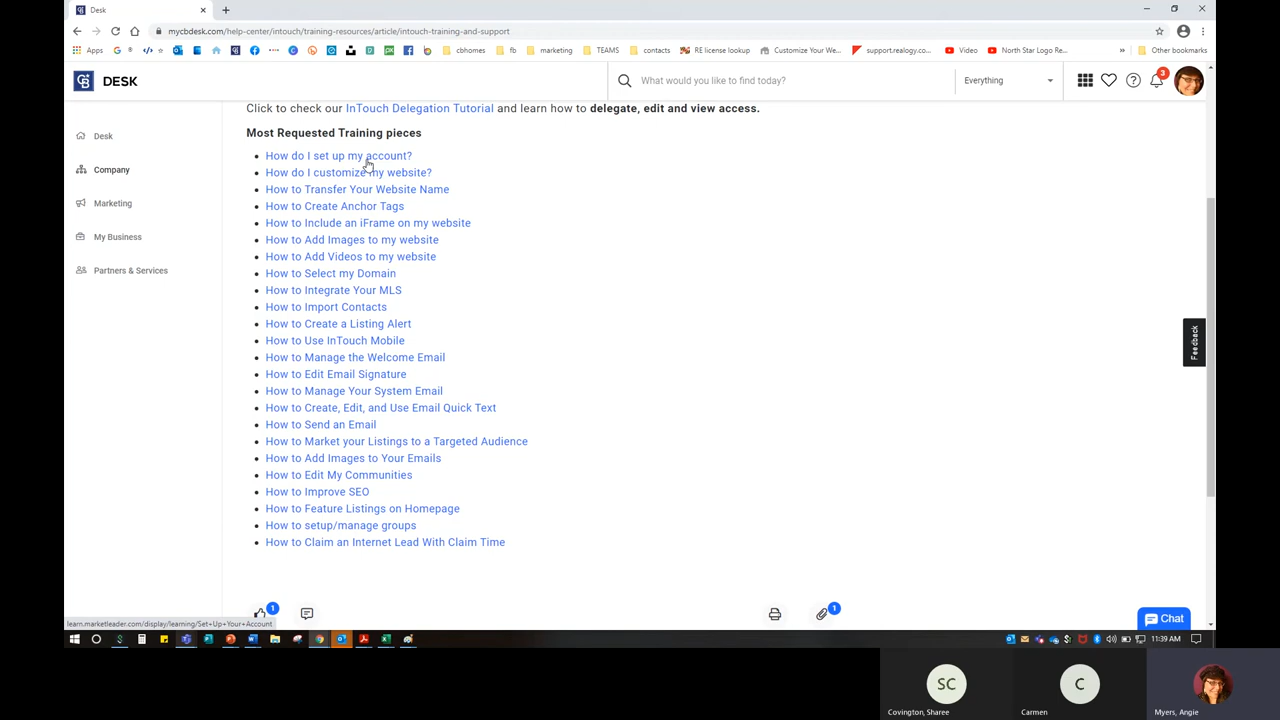 Desk
mycbdesk.com/help-center/intouch/training-resources/article/intouch-training-and-support
Apps
8
cbhomes
fb
marketing
TEAMS
contacts
RE license lookup
Customize Your We...
support.realogy.co...
Video
North Star Logo Re...
»
Other bookmarks
DESK
What would you like to find today?
Everything
3
Desk
Company
Marketing
My Business
Partners & Services
Click to check our InTouch Delegation Tutorial and learn how to delegate, edit and view access.
Most Requested Training pieces
• How do I set up my account?
• How do I customize my website?
• How to Transfer Your Website Name
• How to Create Anchor Tags
• How to Include an iFrame on my website
• How to Add Images to my website
• How to Add Videos to my website
• How to Select my Domain
• How to Integrate Your MLS
• How to Import Contacts
• How to Create a Listing Alert
• How to Use InTouch Mobile
• How to Manage the Welcome Email
• How to Edit Email Signature
• How to Manage Your System Email
• How to Create, Edit, and Use Email Quick Text
• How to Send an Email
• How to Market your Listings to a Targeted Audience
• How to Add Images to Your Emails
• How to Edit My Communities
• How to Improve SEO
• How to Feature Listings on Homepage
• How to setup/manage groups
• How to Claim an Internet Lead With Claim Time
Feedback
1
1
Chat
learn.marketleader.com/display/learning/Set+Up+Your+Account
11:39 AM
SC
C
Covington, Sharee
Carmen
Myers, Angie